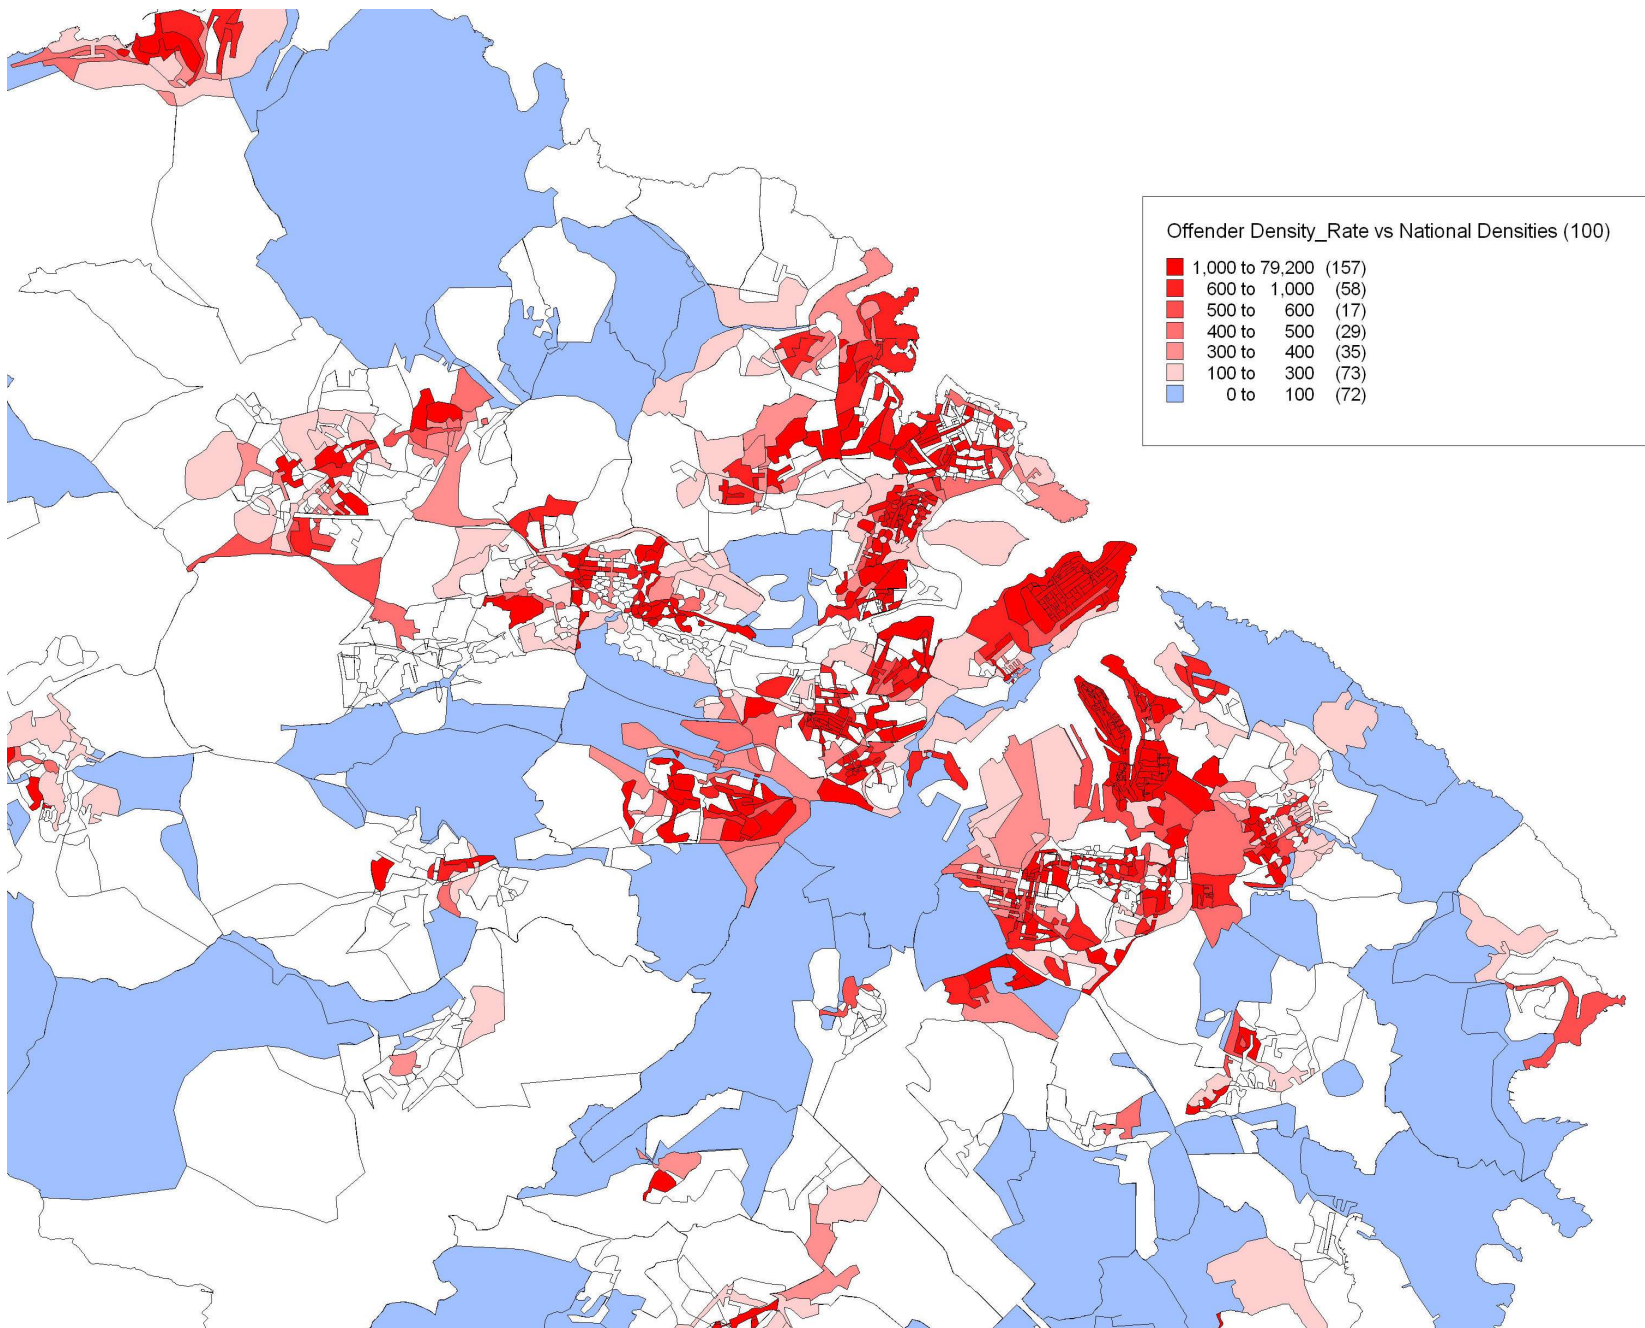 Offender Density_Rate vs National Densities (100)
1,000 to 79,200 (157)
600 to 1,000 (58)
500 to 600 (17)
400 to 500 (29)
300 to 400 (35)
100 to 300 (73)
0 to 100 (72)